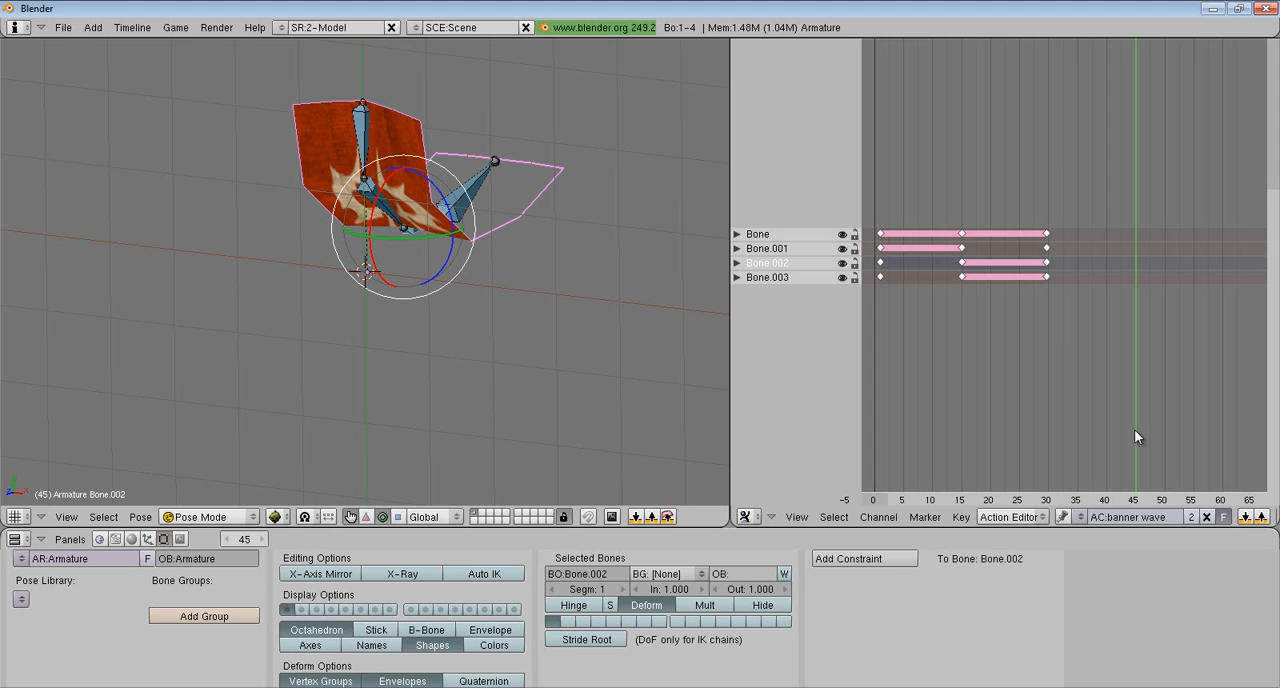 Blender
File Add Timeline Game Render Help SR:2-Model SCE:Scene www.blender.org 249.2 Bo:1-4 | Mem:1.48M (1.04M) Armature
Bone
Bone.001
Bone.002
Bone.003
(45) Armature Bone.002
-5 0 5 10 15 20 25 30 35 40 45 50 55 60 65
View Select Pose Pose Mode Global View Select Channel Marker Key Action Editor AC:banner wave 2 F
Panels 45
AR:Armature F OB:Armature Editing Options Selected Bones Add Constraint To Bone: Bone.002
Pose Library: Bone Groups: X-Axis Mirror X-Ray Auto IK BO:Bone.002 BG: [None] OB: W
Display Options Segm: 1 In: 1.000 Out: 1.000
Add Group Hinge S Deform Mult Hide
Octahedron Stick B-Bone Envelope Stride Root (DoF only for IK chains)
Axes Names Shapes Colors
Deform Options
Vertex Groups Envelopes Quaternion